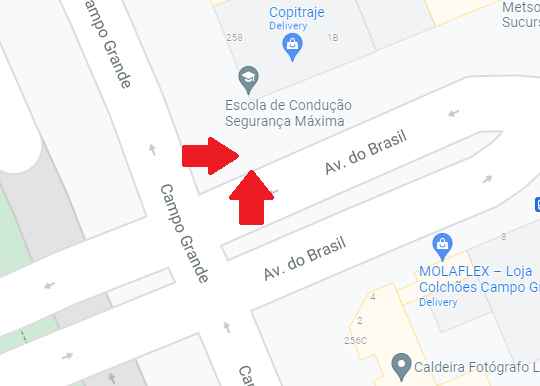 Campo Grande
Copitraje
Delivery
Metso
Sucurs
258
1B
Escola de Condução
Segurança Máxima
Av. do Brasil
Campo Grande
Av. do Brasil
8
MOLAFLEX – Loja
Colchões Campo Gr
Delivery
4
2
256C
Caldeira Fotógrafo L
Ca